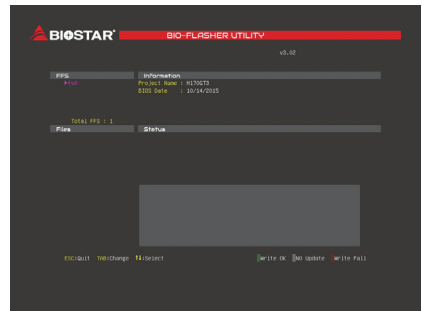 BIOSTAR BIO-FLASHER UTILITY
v3.02
FFS Information
Project Name : H170GT3
BIOS Date : 10/14/2015
Total FFS : 1
Files Status
ESC:Quit TAB:Change ↑↓:Select Write OK NO Update Write Fail